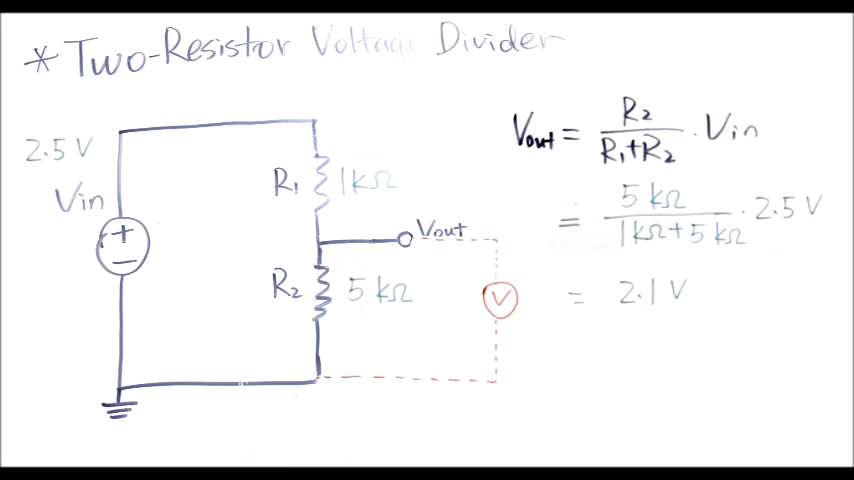 * Two-Resistor Voltage Divider
2.5 V
Vin
+
−
R₁ 1kΩ
Vout
R₂ 5 kΩ
V
Vout = R₂ / R₁+R₂ · Vin
= 5 kΩ / 1kΩ+5 kΩ · 2.5 V
= 2.1 V